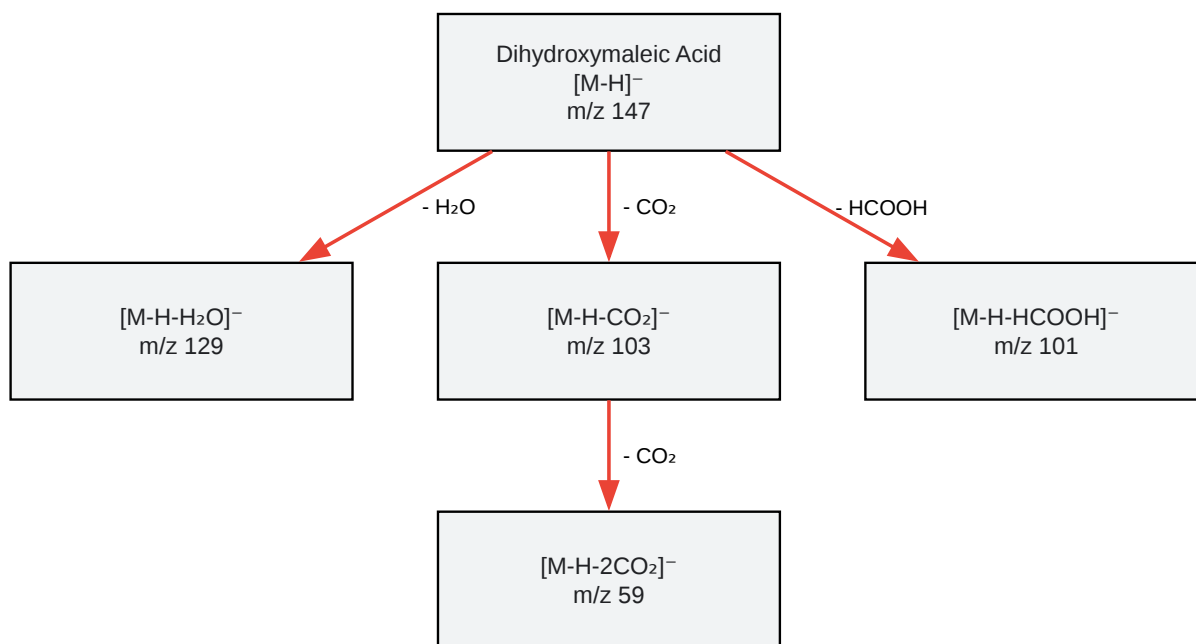 Dihydroxymaleic Acid
[M-H]⁻
m/z 147
- H₂O
- CO₂
- HCOOH
[M-H-H₂O]⁻
m/z 129
[M-H-CO₂]⁻
m/z 103
[M-H-HCOOH]⁻
m/z 101
- CO₂
[M-H-2CO₂]⁻
m/z 59